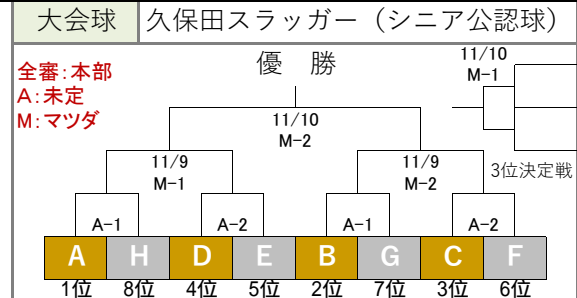 大会球 久保田スラッガー（シニア公認球）
全審：本部
A：未定
M：マツダ
優　勝
11/10
M-1
11/10
M-2
11/9
M-1
11/9
M-2
3位決定戦
A-1 A-2 A-1 A-2
A H D E B G C F
1位 8位 4位 5位 2位 7位 3位 6位